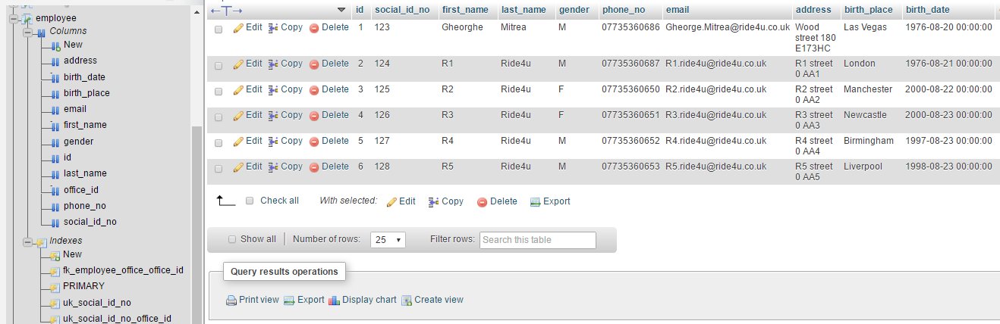 employee
Columns
New
address
birth_date
birth_place
email
first_name
gender
id
last_name
office_id
phone_no
social_id_no
Indexes
New
fk_employee_office_office_id
PRIMARY
uk_social_id_no
uk_social_id_no_office_id
id social_id_no first_name last_name gender phone_no email address birth_place birth_date
Edit Copy Delete 1 123 Gheorghe Mitrea M 07735360686 Gheorge.Mitrea@ride4u.co.uk Wood Las Vegas 1976-08-20 00:00:00
street 180
E173HC
Edit Copy Delete 2 124 R1 Ride4u M 07735360687 R1.ride4u@ride4u.co.uk R1 street London 1976-08-21 00:00:00
0 AA1
Edit Copy Delete 3 125 R2 Ride4u F 07735360650 R2.ride4u@ride4u.co.uk R2 street Manchester 2000-08-22 00:00:00
0 AA2
Edit Copy Delete 4 126 R3 Ride4u F 07735360651 R3.ride4u@ride4u.co.uk R3 street Newcastle 2000-08-23 00:00:00
0 AA3
Edit Copy Delete 5 127 R4 Ride4u M 07735360652 R4.ride4u@ride4u.co.uk R4 street Birmingham 1997-08-23 00:00:00
0 AA4
Edit Copy Delete 6 128 R5 Ride4u M 07735360653 R5.ride4u@ride4u.co.uk R5 street Liverpool 1998-08-23 00:00:00
0 AA5
Check all With selected: Edit Copy Delete Export
Show all Number of rows: 25 Filter rows: Search this table
Query results operations
Print view Export Display chart Create view